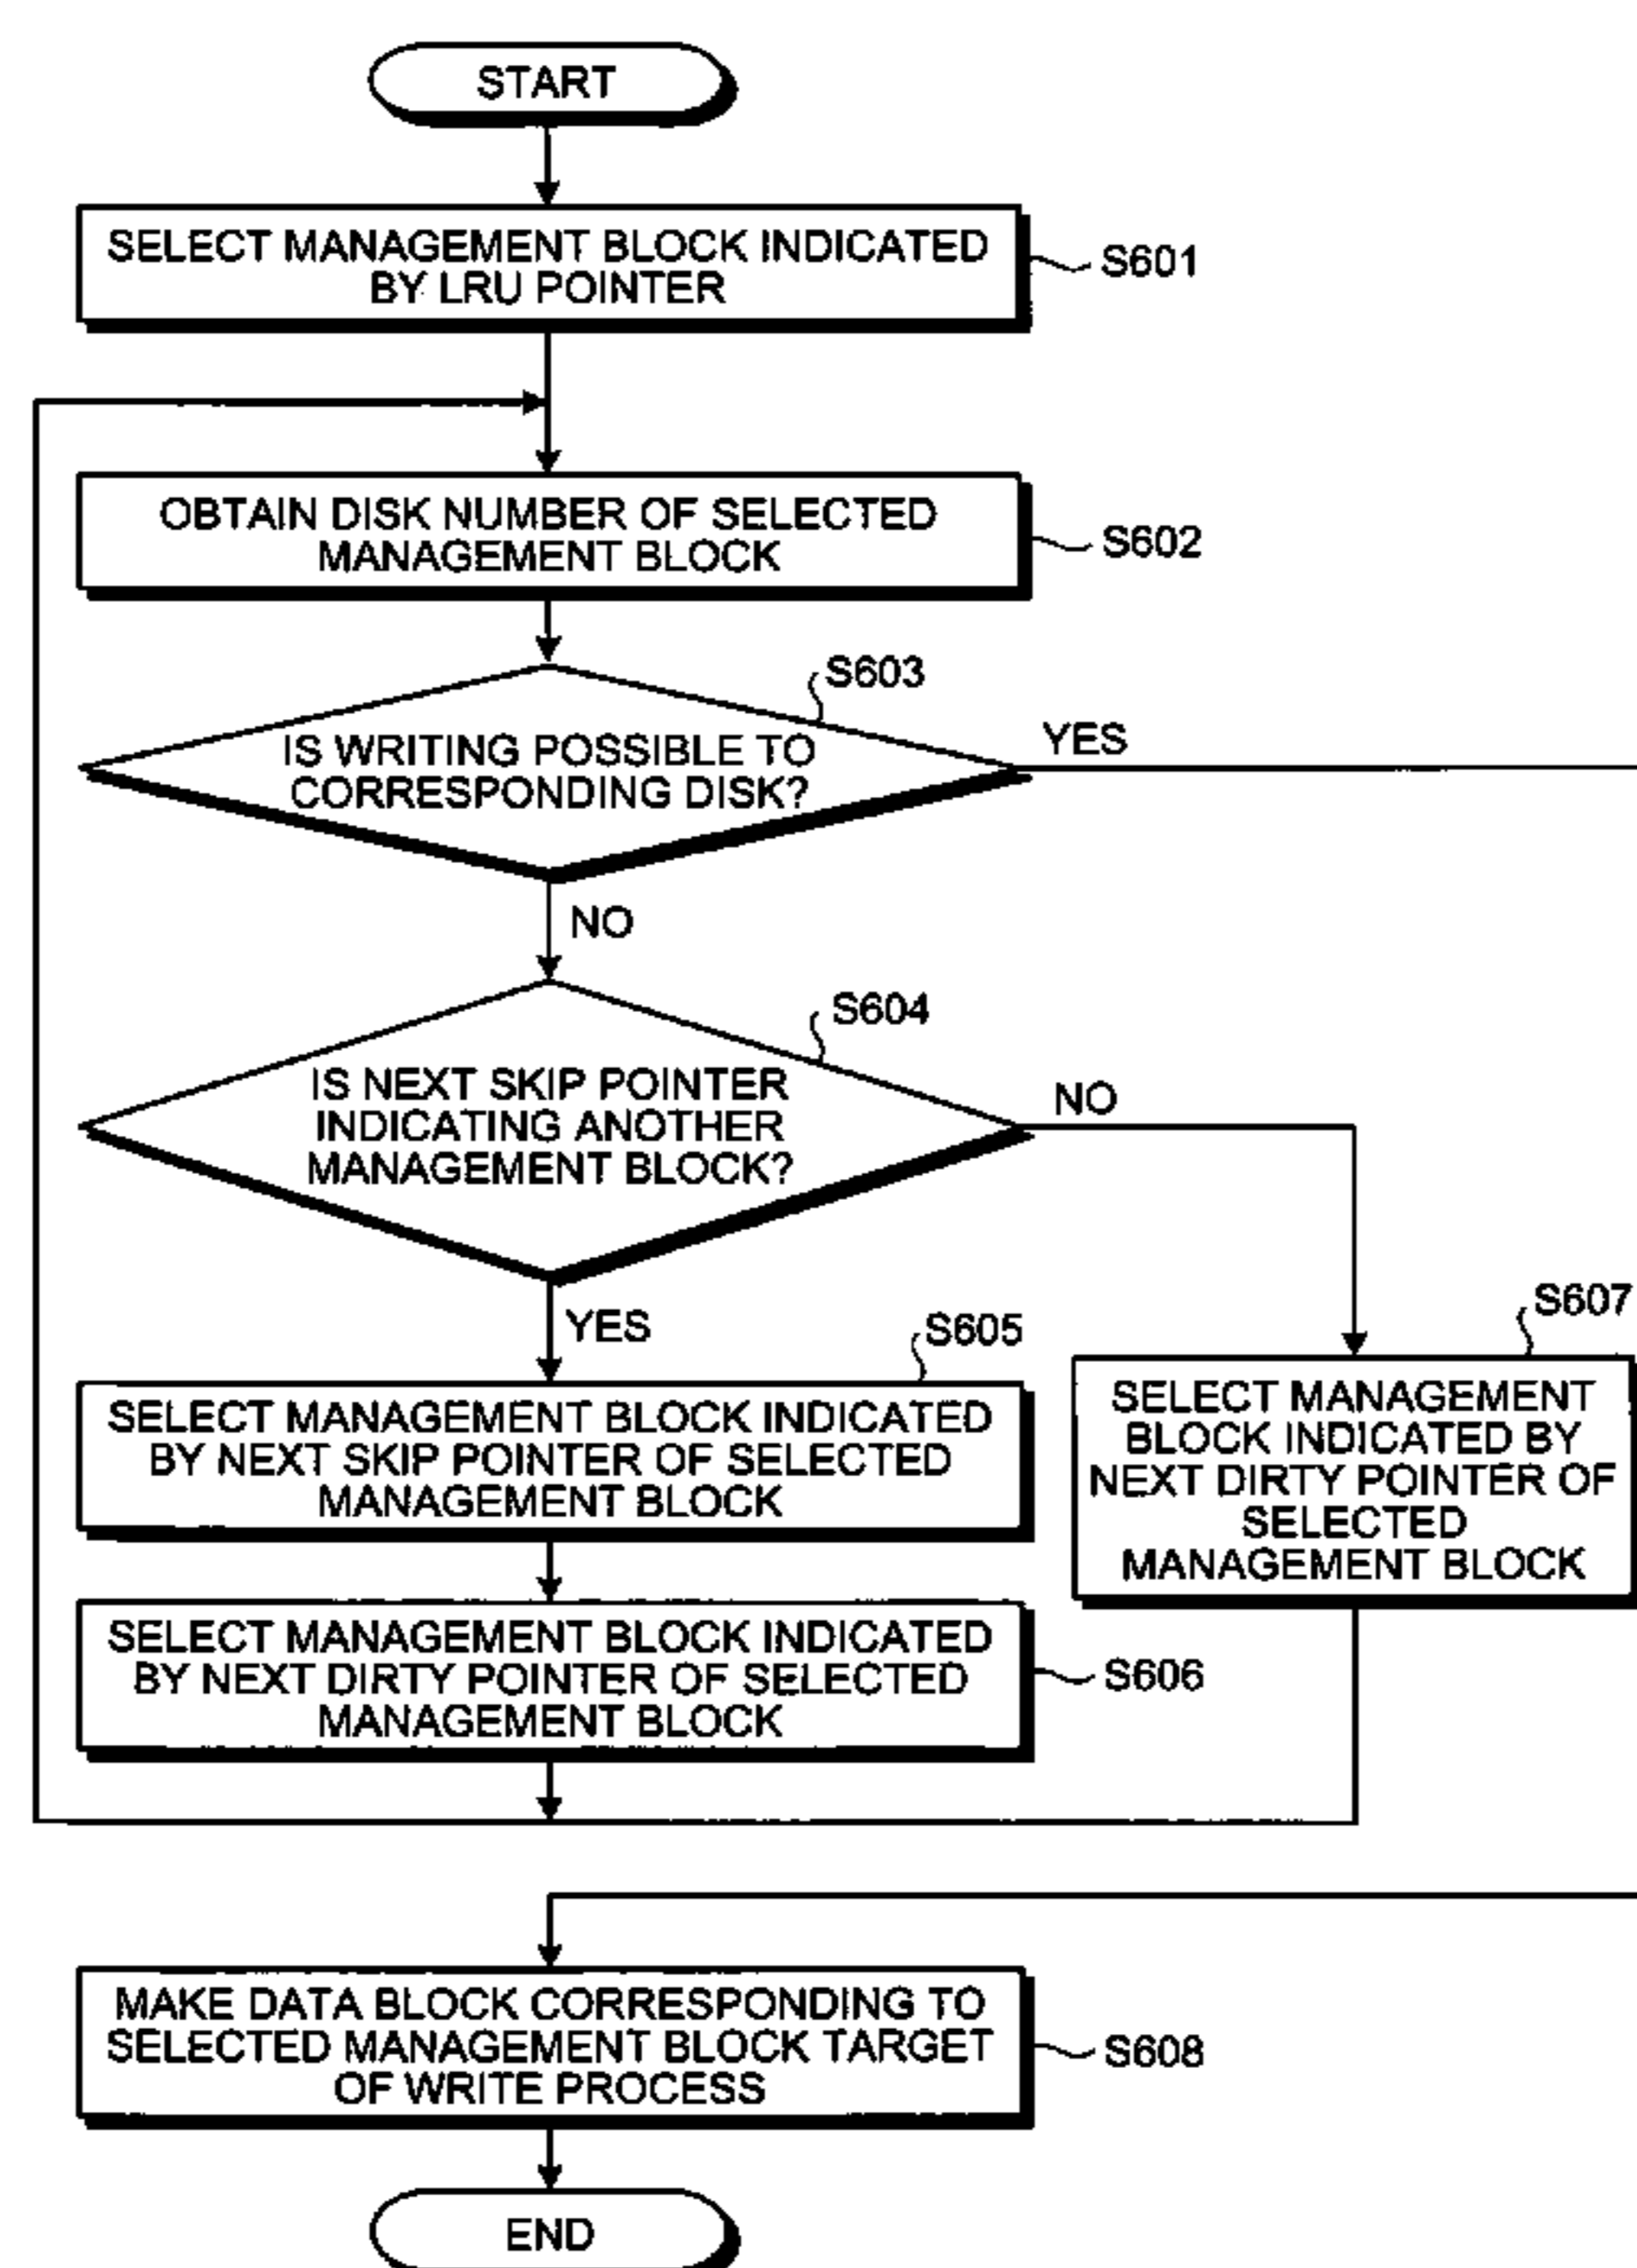 START
SELECT MANAGEMENT BLOCK INDICATED
BY LRU POINTER
S601
OBTAIN DISK NUMBER OF SELECTED
MANAGEMENT BLOCK
S602
S603
IS WRITING POSSIBLE TO
CORRESPONDING DISK?
YES
NO
S604
IS NEXT SKIP POINTER
INDICATING ANOTHER
MANAGEMENT BLOCK?
NO
YES
S605
SELECT MANAGEMENT BLOCK INDICATED
BY NEXT SKIP POINTER OF SELECTED
MANAGEMENT BLOCK
S607
SELECT MANAGEMENT
BLOCK INDICATED BY
NEXT DIRTY POINTER OF
SELECTED
MANAGEMENT BLOCK
SELECT MANAGEMENT BLOCK INDICATED
BY NEXT DIRTY POINTER OF SELECTED
MANAGEMENT BLOCK
S606
MAKE DATA BLOCK CORRESPONDING TO
SELECTED MANAGEMENT BLOCK TARGET
OF WRITE PROCESS
S608
END